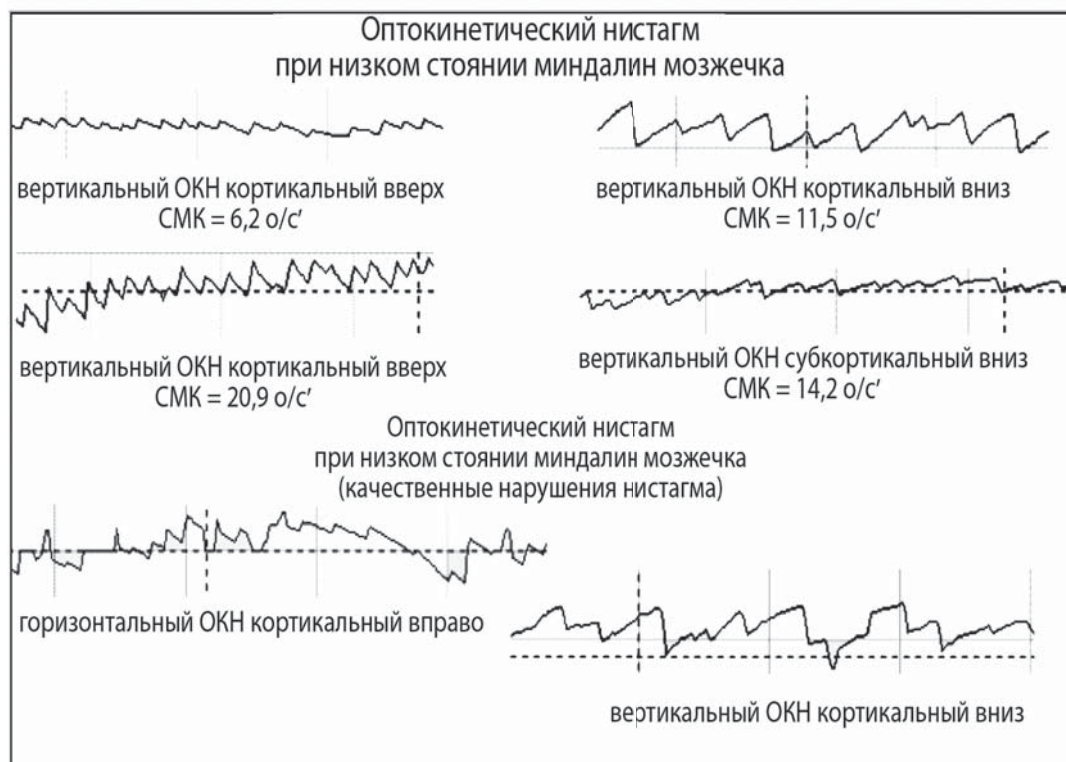 Оптокинетический нистагм
при низком стоянии миндалин мозжечка
вертикальный ОКН кортикальный вверх
СМК = 6,2 о/с'
вертикальный ОКН кортикальный вниз
СМК = 11,5 о/с'
вертикальный ОКН кортикальный вверх
СМК = 20,9 о/с'
вертикальный ОКН субкортикальный вниз
СМК = 14,2 о/с'
Оптокинетический нистагм
при низком стоянии миндалин мозжечка
(качественные нарушения нистагма)
горизонтальный ОКН кортикальный вправо
вертикальный ОКН кортикальный вниз